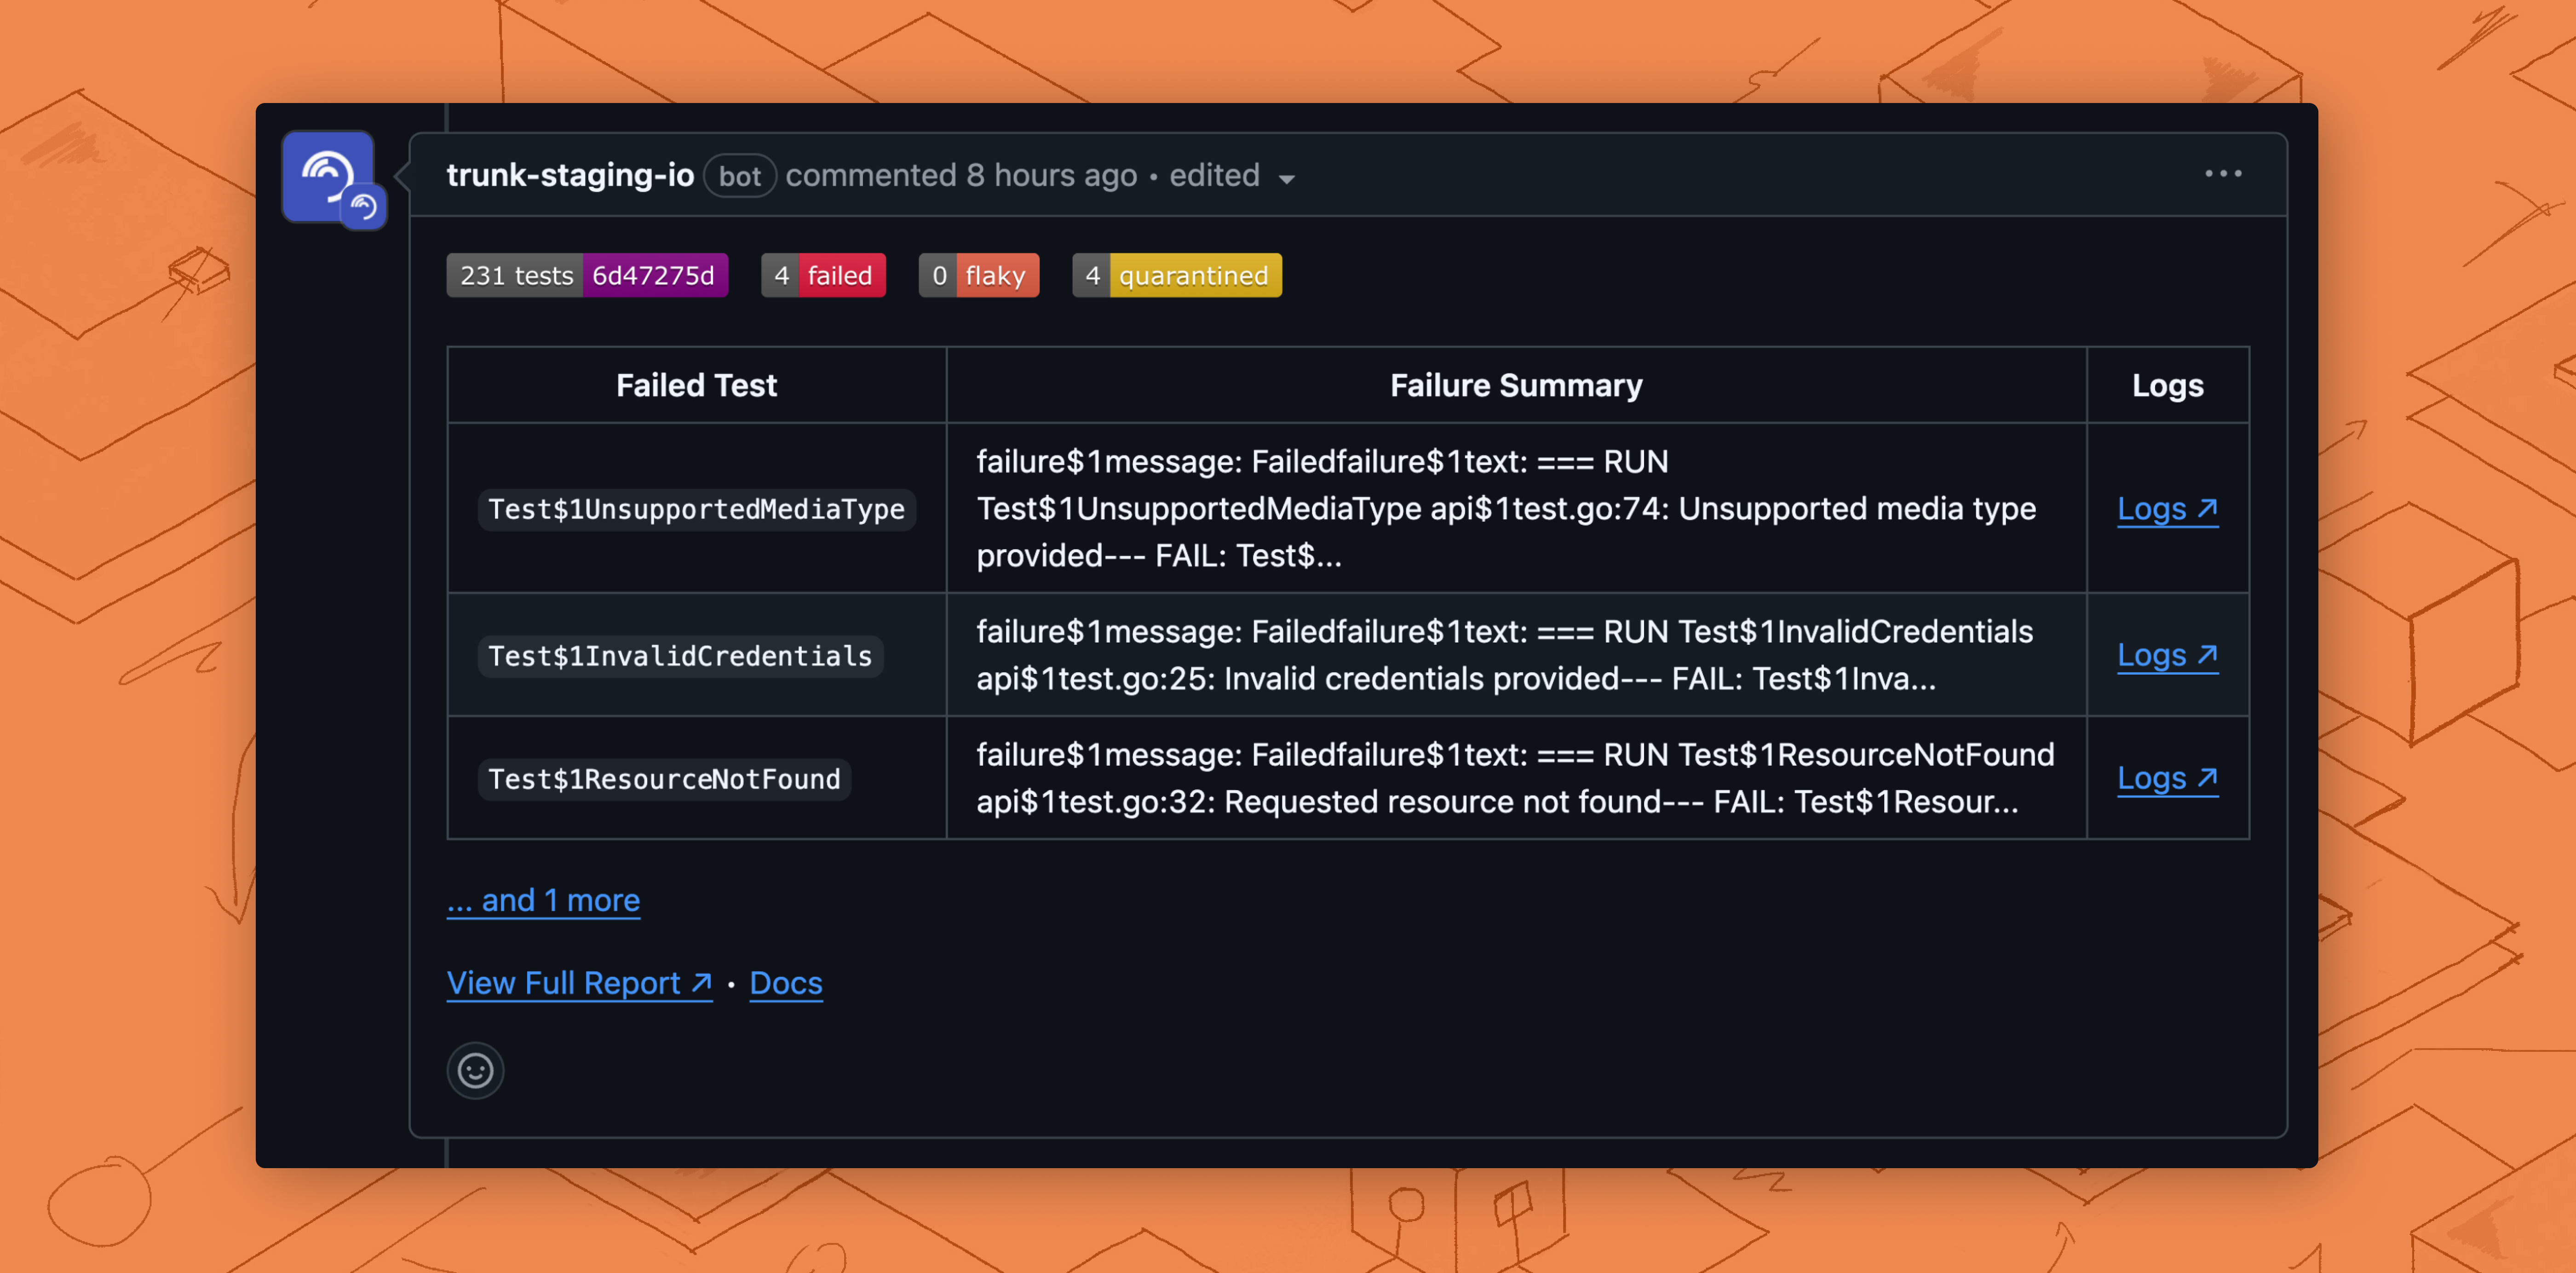 trunk-staging-io bot commented 8 hours ago • edited
231 tests 6d47275d 4 failed 0 flaky 4 quarantined
Failed Test Failure Summary Logs
Test$1UnsupportedMediaType
failure$1message: Failedfailure$1text: === RUN
Test$1UnsupportedMediaType api$1test.go:74: Unsupported media type
provided--- FAIL: Test$...
Logs ↗
Test$1InvalidCredentials
failure$1message: Failedfailure$1text: === RUN Test$1InvalidCredentials
api$1test.go:25: Invalid credentials provided--- FAIL: Test$1Inva...
Logs ↗
Test$1ResourceNotFound
failure$1message: Failedfailure$1text: === RUN Test$1ResourceNotFound
api$1test.go:32: Requested resource not found--- FAIL: Test$1Resour...
Logs ↗
... and 1 more
View Full Report ↗ • Docs